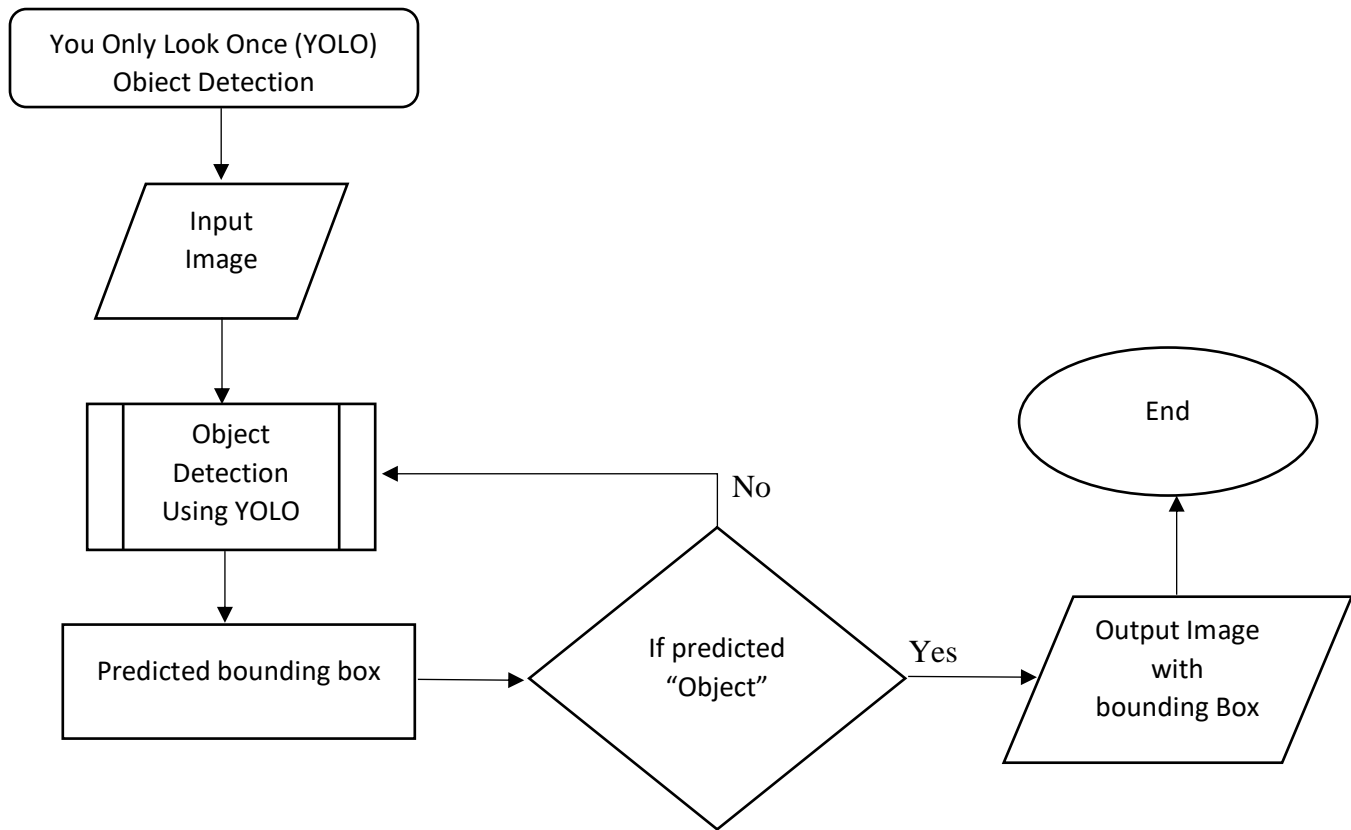 You Only Look Once (YOLO)
Obiect Detection
Input
Image
Object
Detection
Using YOLO
Predicted bounding box
If predicted
“Object”
No
Yes
Output Image
with
bounding Box
End